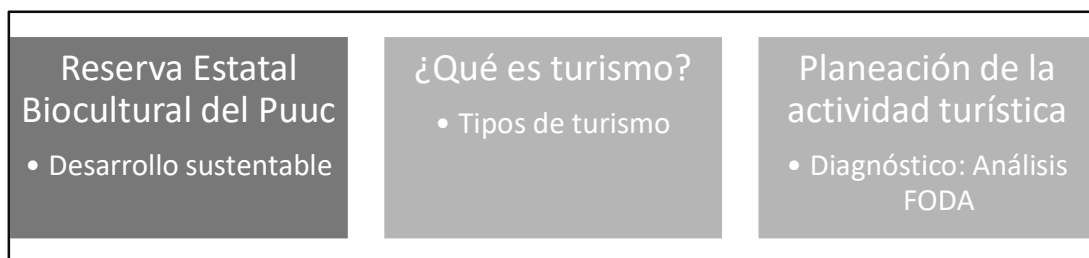 Reserva Estatal
Biocultural del Puuc
• Desarrollo sustentable
¿Qué es turismo?
• Tipos de turismo
Planeación de la
actividad turística
• Diagnóstico: Análisis
FODA